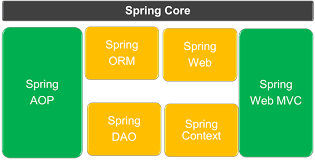 Spring Core
Spring
AOP
Spring
ORM
Spring
Web
Spring
Web MVC
Spring
DAO
Spring
Context